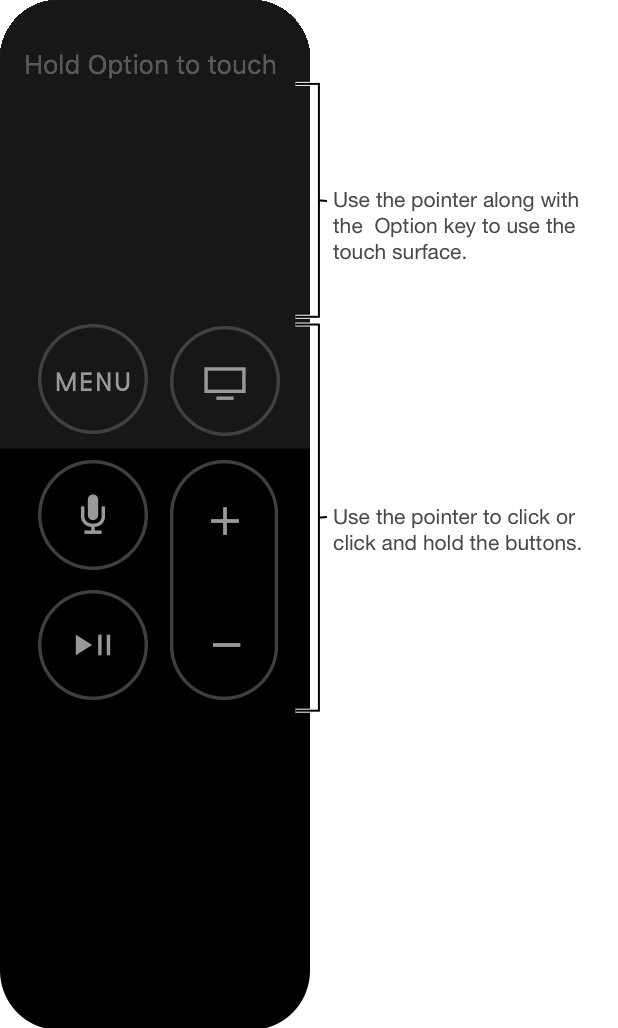 Hold Option to touch
Use the pointer along with
the  Option key to use the
touch surface.
MENU
Use the pointer to click or
click and hold the buttons.